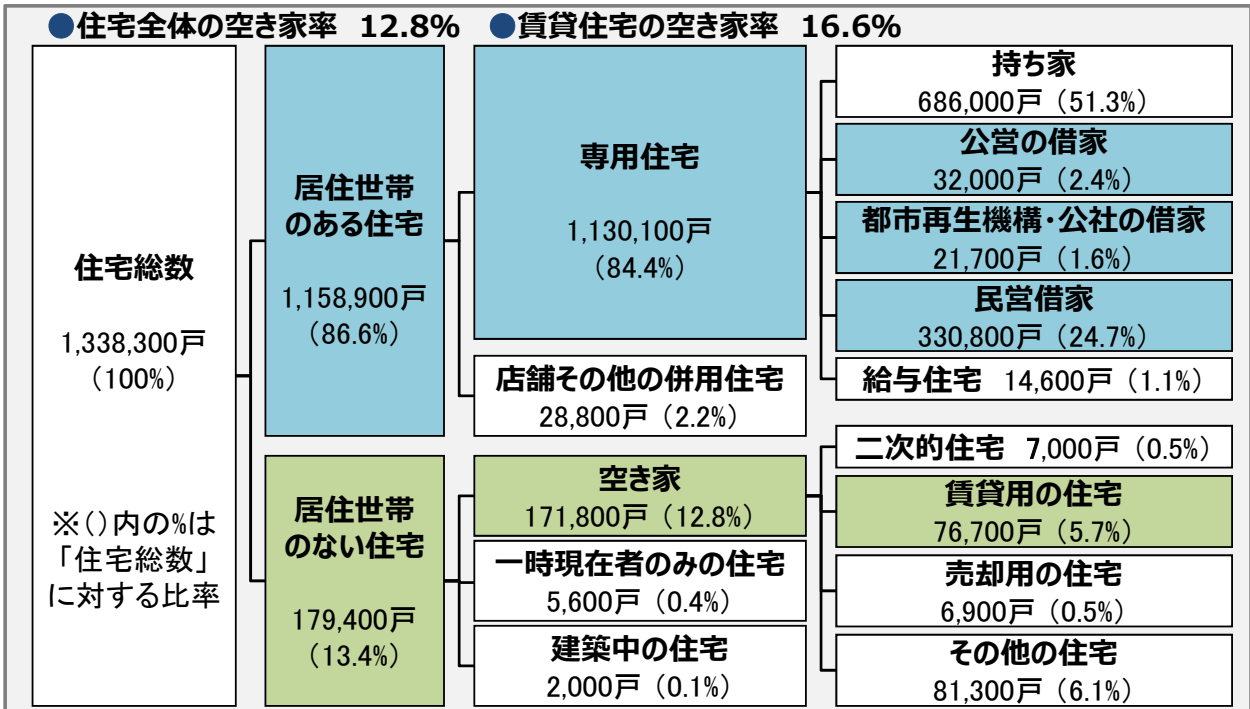 ●住宅全体の空き家率 12.8% ●賃貸住宅の空き家率 16.6%
住宅総数
1,338,300戸
(100%)
※()内の%は
「住宅総数」
に対する比率
居住世帯
のある住宅
1,158,900戸
(86.6%)
専用住宅
1,130,100戸
(84.4%)
持ち家
686,000戸(51.3%)
公営の借家
32,000戸(2.4%)
都市再生機構・公社の借家
21,700戸(1.6%)
民営借家
330,800戸(24.7%)
給与住宅 14,600戸(1.1%)
店舗その他の併用住宅
28,800戸(2.2%)
居住世帯
のない住宅
179,400戸
(13.4%)
空き家
171,800戸(12.8%)
二次的住宅 7,000戸(0.5%)
賃貸用の住宅
76,700戸(5.7%)
売却用の住宅
6,900戸(0.5%)
その他の住宅
81,300戸(6.1%)
一時現在者のみの住宅
5,600戸(0.4%)
建築中の住宅
2,000戸(0.1%)